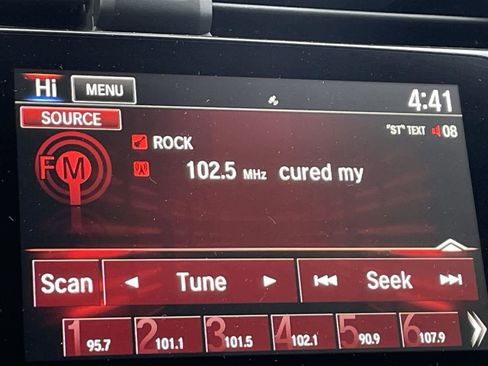 Hi MENU 4:41
SOURCE "ST" TEXT 08
FM ROCK
102.5 MHz cured my
Scan Tune Seek
1 95.7 2 101.1 3 101.5 4 102.1 5 90.9 6 107.9